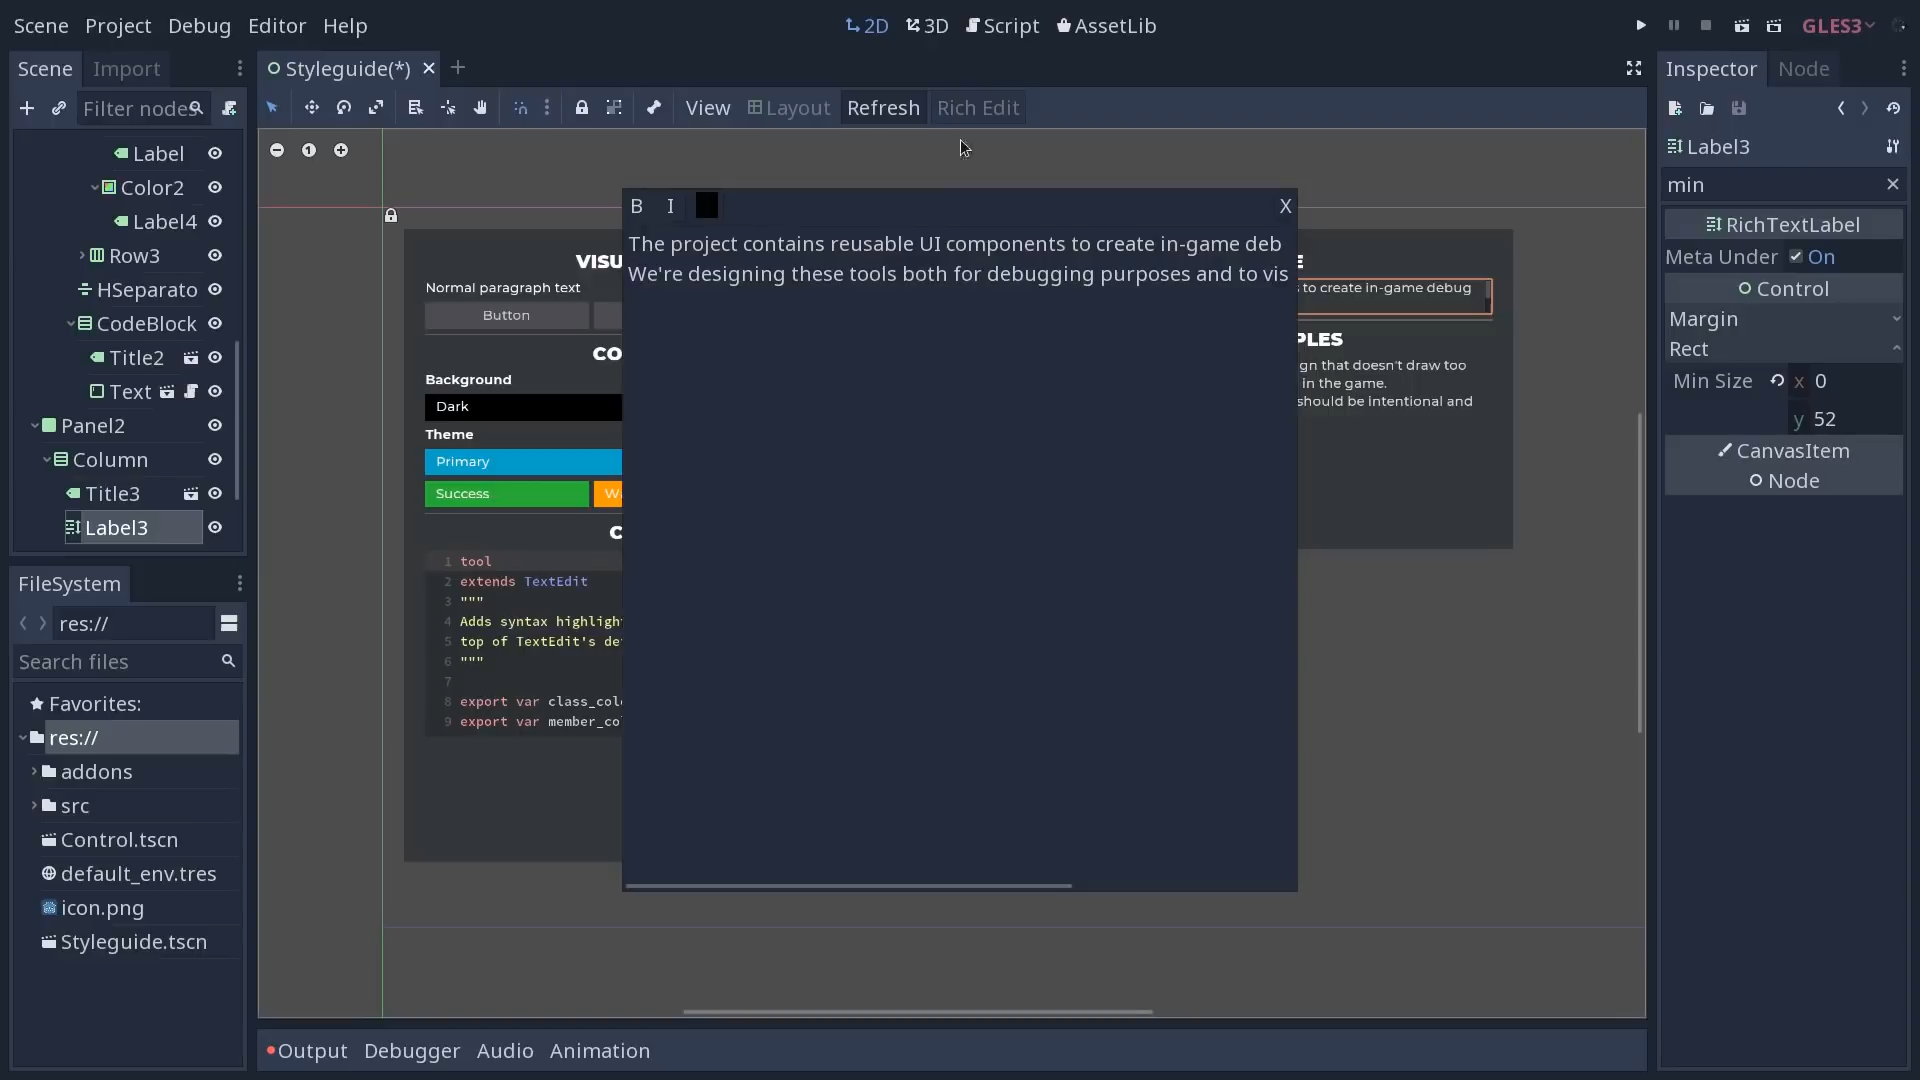 Scene Project Debug Editor Help
2D 3D Script AssetLib
GLES3
Scene Import
Filter nodes
Label
Color2
Label4
Row3
HSeparato
CodeBlock
Title2
Text
Panel2
Column
Title3
Label3
FileSystem
res://
Search files
Favorites:
res://
addons
src
Control.tscn
default_env.tres
icon.png
Styleguide.tscn
Styleguide(*)
View Layout Refresh Rich Edit
1
VISU
Normal paragraph text
Button
CO
Background
Dark
Theme
Primary
Success
C
1 tool
2 extends TextEdit
3 """
4 Adds syntax highligh
5 top of TextEdit's de
6 """
7
8 export var class_col
9 export var member_co
B I X
The project contains reusable UI components to create in-game deb
We're designing these tools both for debugging purposes and to vis
E
to create in-game debug
PLES
gn that doesn't draw too
in the game.
should be intentional and
Output Debugger Audio Animation
Inspector Node
Label3
min
RichTextLabel
Meta Under On
Control
Margin
Rect
Min Size x 0
y 52
CanvasItem
Node